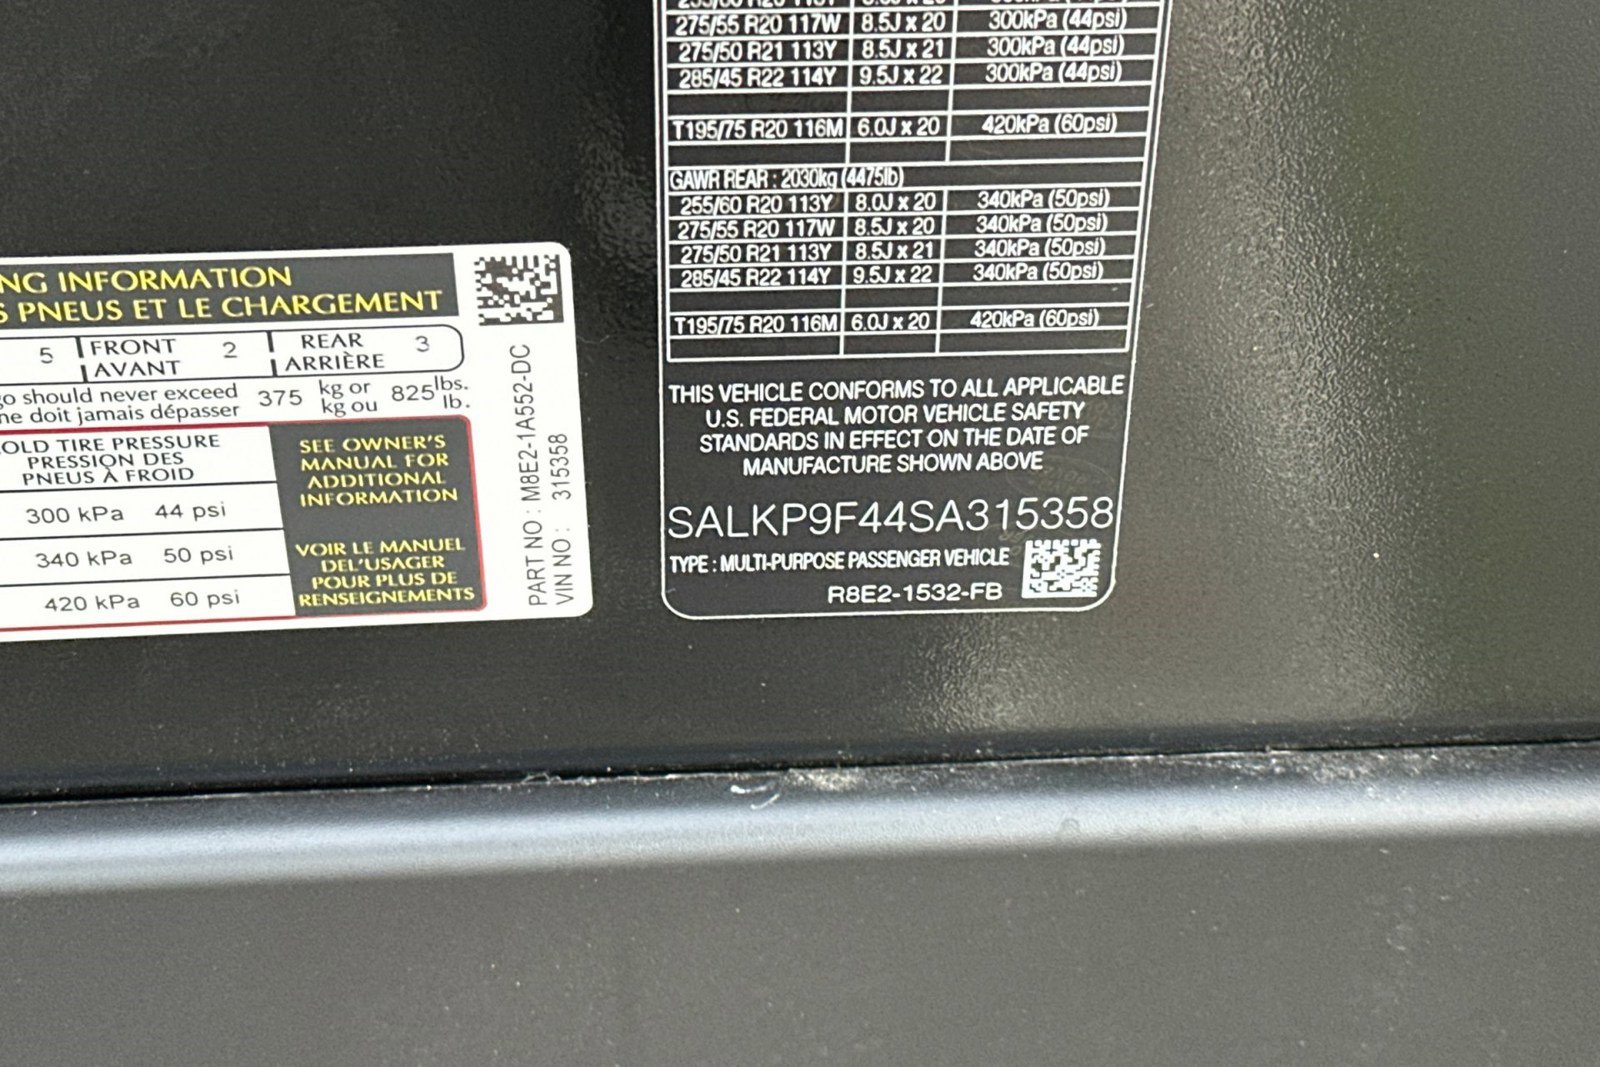 NG INFORMATION
S PNEUS ET LE CHARGEMENT
5 FRONT 2 REAR 3
AVANT ARRIÈRE
go should never exceed 375 kg or 825 lbs.
ne doit jamais dépasser kg ou lb.
OLD TIRE PRESSURE
PRESSION DES
PNEUS À FROID
300 kPa 44 psi
340 kPa 50 psi
420 kPa 60 psi
SEE OWNER'S
MANUAL FOR
ADDITIONAL
INFORMATION
VOIR LE MANUEL
DEL'USAGER
POUR PLUS DE
RENSEIGNEMENTS
PART NO : M8E2-1A552-DC
VIN NO : 315358
275/55 R20 117W 8.5J x 20 300kPa (44psi)
275/50 R21 113Y 8.5J x 21 300kPa (44psi)
285/45 R22 114Y 9.5J x 22 300kPa (44psi)
T195/75 R20 116M 6.0J x 20 420kPa (60psi)
GAWR REAR : 2030kg (4475lb)
255/60 R20 113Y 8.0J x 20 340kPa (50psi)
275/55 R20 117W 8.5J x 20 340kPa (50psi)
275/50 R21 113Y 8.5J x 21 340kPa (50psi)
285/45 R22 114Y 9.5J x 22 340kPa (50psi)
T195/75 R20 116M 6.0J x 20 420kPa (60psi)
THIS VEHICLE CONFORMS TO ALL APPLICABLE
U.S. FEDERAL MOTOR VEHICLE SAFETY
STANDARDS IN EFFECT ON THE DATE OF
MANUFACTURE SHOWN ABOVE
SALKP9F44SA315358
TYPE : MULTI-PURPOSE PASSENGER VEHICLE
R8E2-1532-FB